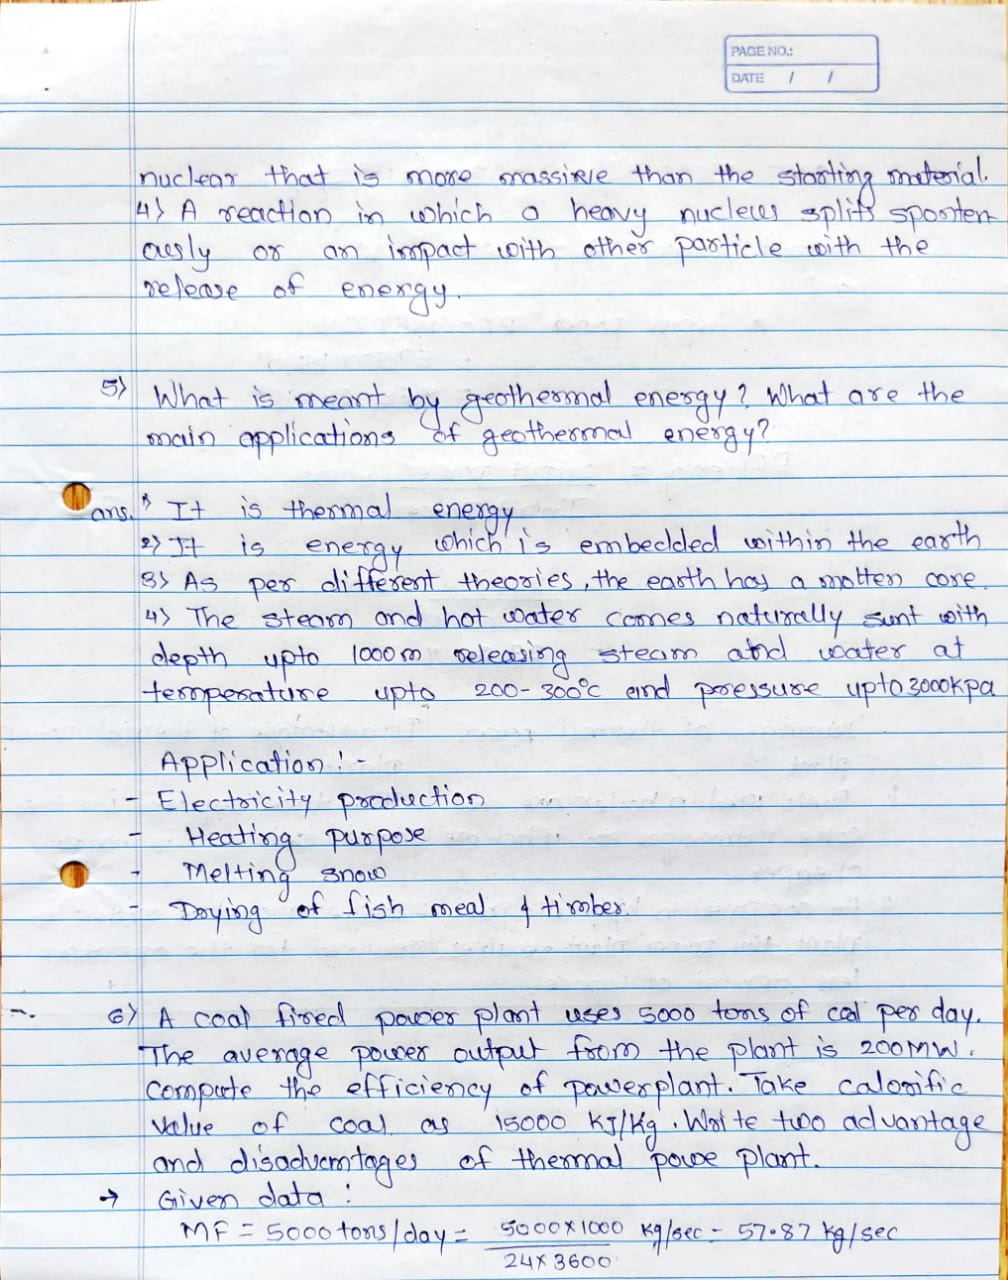 PAGE NO.:
DATE / /
nuclear that is more massive than the starting material.
4) A reaction in which a heavy nucleus splits sponten
ously or an impact with other particle with the
release of energy.
5) What is meant by geothermal energy? What are the
main applications of geothermal energy?
ans. 1) It is thermal energy
2) It is energy which is embedded within the earth
3) As per different theories, the earth has a molten core.
4) The steam and hot water comes naturally sunt with
depth upto 1000m releasing steam and water at
temperature upto 200-300°c and pressure upto 3000kpa
Application :-
- Electricity production
- Heating purpose
- Melting snow
- Drying of fish meal & timber.
6) A coal fired power plant uses 5000 tons of coal per day.
The average power output from the plant is 200MW.
compute the efficiency of powerplant. Take calorific
value of coal as 15000 KJ/Kg. Write two advantage
and disadvantages of thermal powe plant.
→ Given data :
MF = 5000 tons/day = 5000×1000 kg/sec = 57.87 kg/sec
24×3600